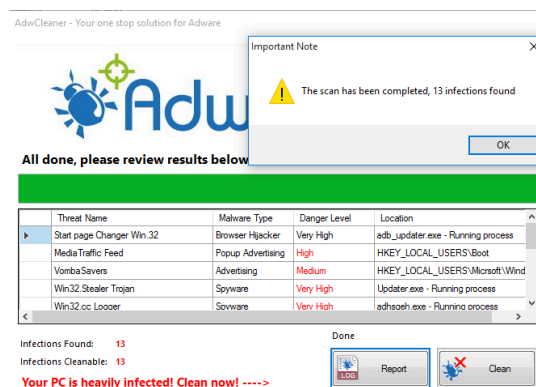 AdwCleaner - Your one stop solution for Adware
Important Note
The scan has been completed, 13 infections found
OK
Adw
All done, please review results below
Threat Name Malware Type Danger Level Location
Start page Changer Win.32 Browser Hijacker Very High adb_updater.exe - Running process
MediaTraffic Feed Popup Advertising High HKEY_LOCAL_USERS\Boot
VombaSavers Advertising Medium HKEY_LOCAL_USERS\Micrsoft\Wind
Win32.Stealer Trojan Spyware Very High Updater.exe - Running process
Win32.cc Logger Spyware Very High adhsgeh.exe - Running process
Infections Found: 13
Infections Cleanable: 13
Your PC is heavily infected! Clean now! ---->
Done
LOG
Report
Clean